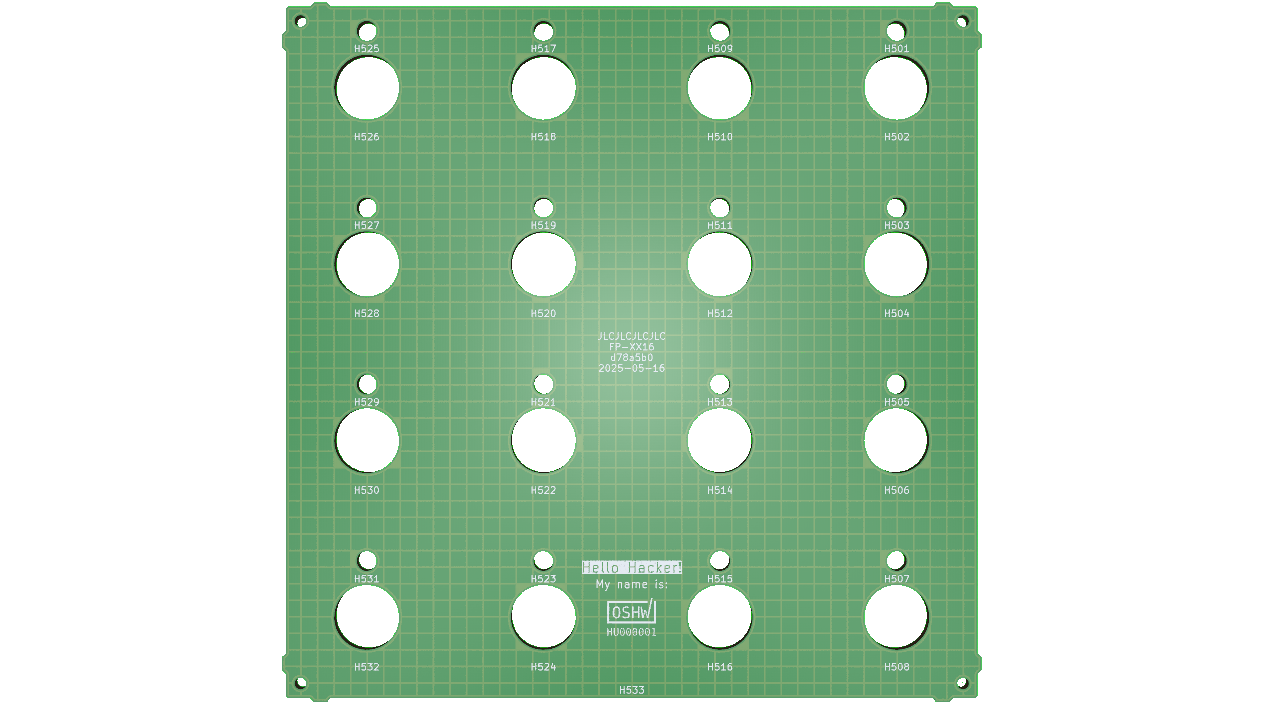 H525 H517 H509 H501
H526 H518 H510 H502
H527 H519 H511 H503
H528 H520 H512 H504
JLCJLCJLCJLC
FP-XX16
d78a5b0
2025-05-16
H529 H521 H513 H505
H530 H522 H514 H506
Hello Hacker!
H531 H523 My name is: H515 H507
OSHW
HU000001
H532 H524 H516 H508
H533